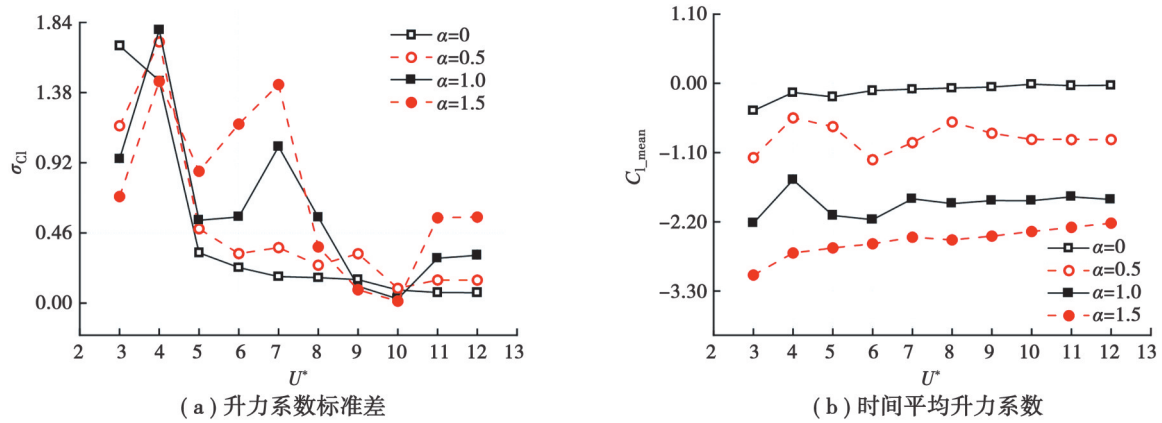 1.84
1.38
0.92
0.46
0.00
σCl
2 3 4 5 6 7 8 9 10 11 12 13
U*
α=0
α=0.5
α=1.0
α=1.5
(a)升力系数标准差
1.10
0.00
-1.10
-2.20
-3.30
C1_mean
2 3 4 5 6 7 8 9 10 11 12 13
U*
α=0
α=0.5
α=1.0
α=1.5
(b)时间平均升力系数